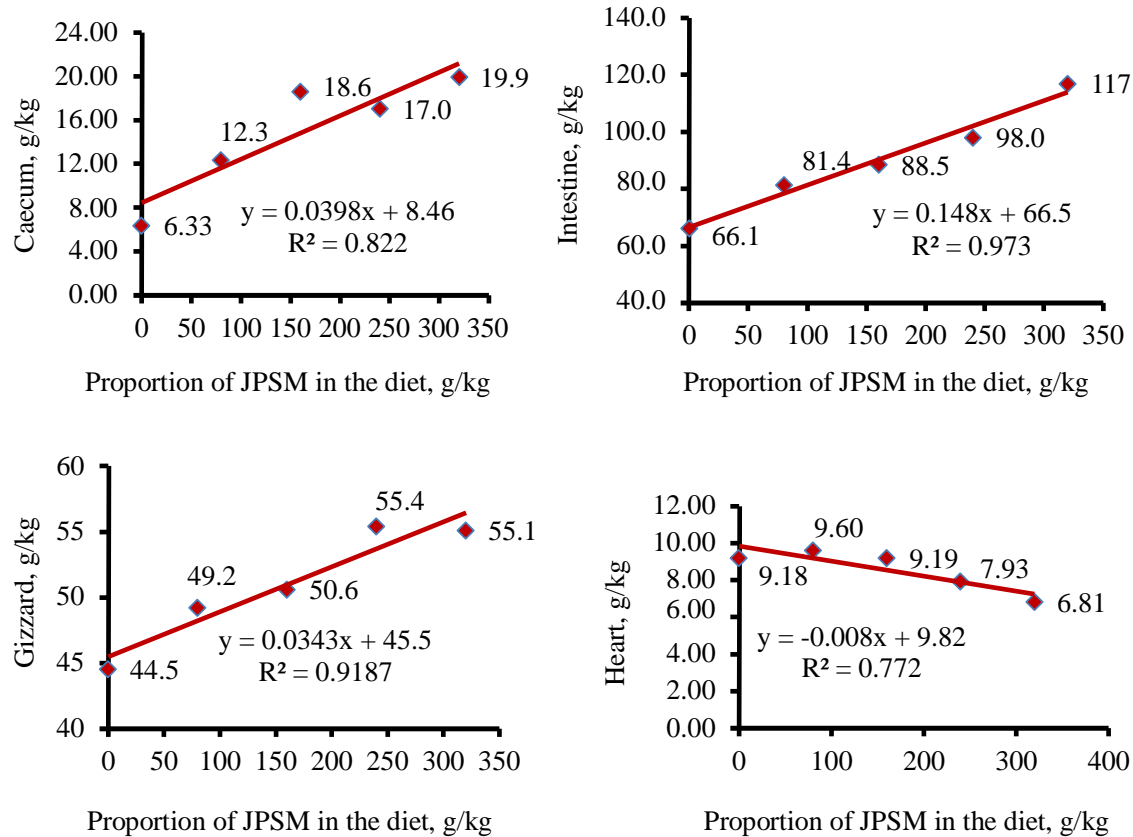 Caecum, g/kg
24.00
20.00
16.00
12.00
8.00
4.00
0.00
6.33
12.3
18.6
17.0
19.9
y = 0.0398x + 8.46
R² = 0.822
0 50 100 150 200 250 300 350
Proportion of JPSM in the diet, g/kg
Intestine, g/kg
140.0
120.0
100.0
80.0
60.0
40.0
66.1
81.4
88.5
98.0
117
y = 0.148x + 66.5
R² = 0.973
0 50 100 150 200 250 300 350
Proportion of JPSM in the diet, g/kg
Gizzard, g/kg
60
55
50
45
40
44.5
49.2
50.6
55.4
55.1
y = 0.0343x + 45.5
R² = 0.9187
0 50 100 150 200 250 300 350
Proportion of JPSM in the diet, g/kg
Heart, g/kg
12.00
10.00
8.00
6.00
4.00
2.00
0.00
9.18
9.60
9.19
7.93
6.81
y = -0.008x + 9.82
R² = 0.772
0 100 200 300 400
Proportion of JPSM in the diet, g/kg